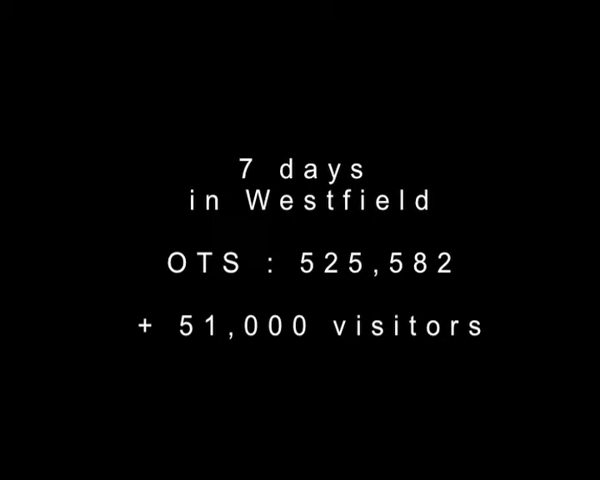 7 days
in Westfield
OTS : 525,582
+ 51,000 visitors